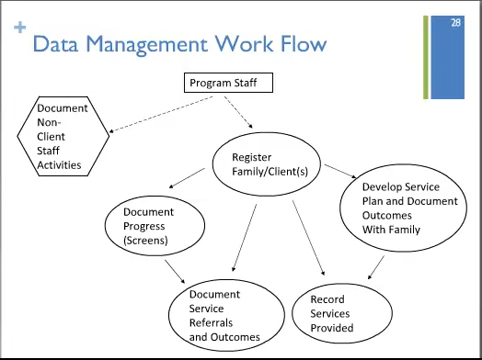 28
+
Data Management Work Flow
Program Staff
Document
Non-
Client
Staff
Activities
Register
Family/Client(s)
Develop Service
Plan and Document
Outcomes
With Family
Document
Progress
(Screens)
Document
Service
Referrals
and Outcomes
Record
Services
Provided